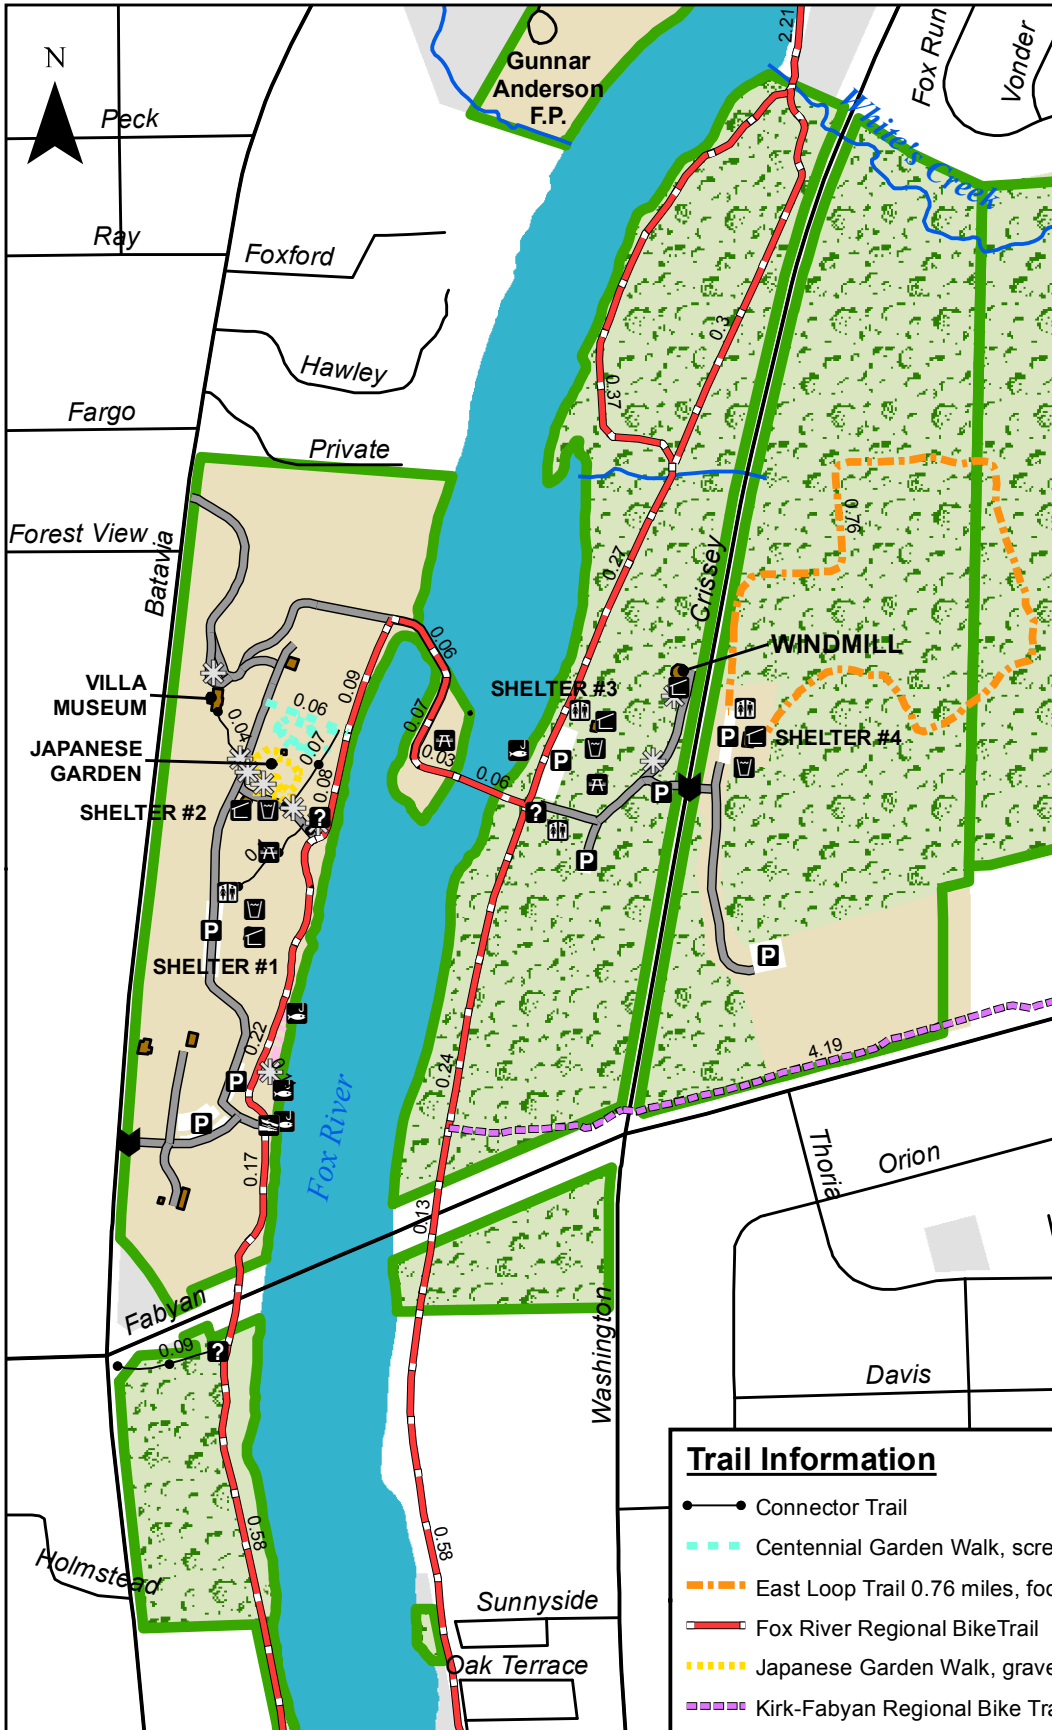 2.21
Fox Run
Vonder
Gunnar
Anderson
F.P.
N
Peck
White's Creek
Ray
Foxford
0.3
Hawley
0.37
Fargo
Private
0.76
Forest View
Batavia
Crissey
0.27
0.06
WINDMILL
0.09
SHELTER #3
VILLA
MUSEUM
0.06
0.04
0.07
0.07
SHELTER #4
JAPANESE
GARDEN
0.03
0.06
P
P
0.08
SHELTER #2
P
?
?
P
P
P
SHELTER #1
0.22
4.19
0.24
P
Fox River
P
0.17
Thoria
Orion
0.13
Fabyan
Washington
0.09
?
Davis
Trail Information
Connector Trail
Centennial Garden Walk, scre
East Loop Trail 0.76 miles, foo
Fox River Regional BikeTrail
Japanese Garden Walk, grave
Kirk-Fabyan Regional Bike Tra
0.58
0.58
Holmstead
Sunnyside
Oak Terrace